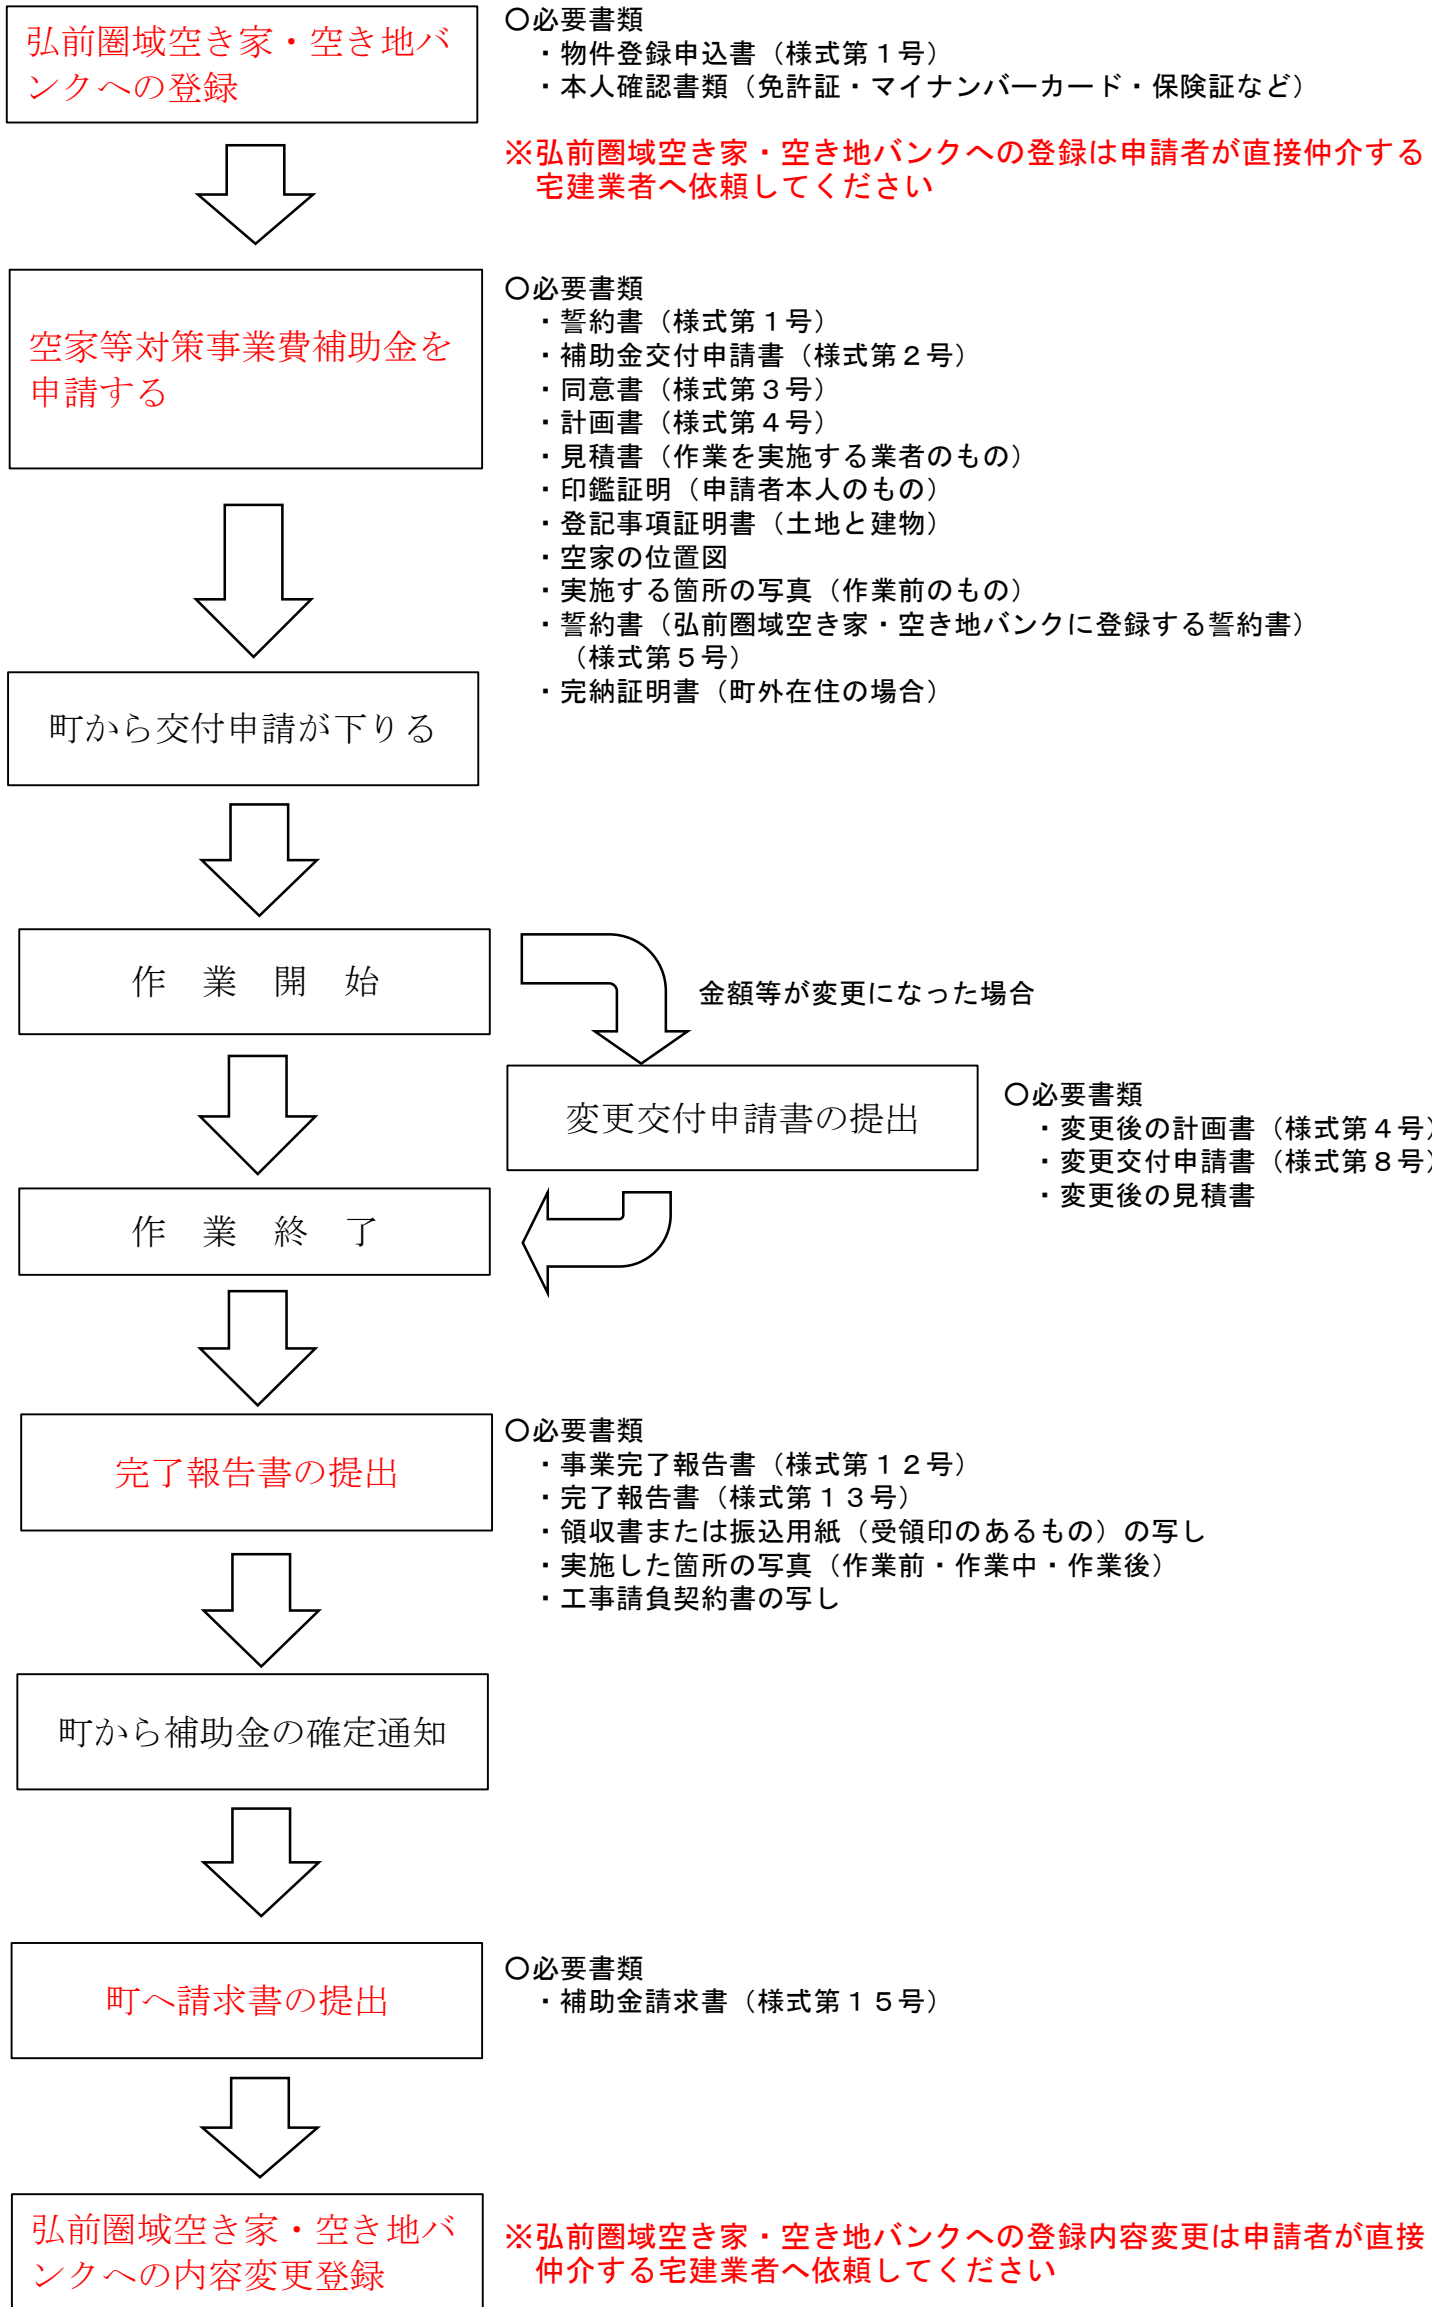 弘前圏域空き家・空き地バ
ンクへの登録
〇必要書類
・物件登録申込書（様式第１号）
・本人確認書類（免許証・マイナンバーカード・保険証など）
※弘前圏域空き家・空き地バンクへの登録は申請者が直接仲介する
宅建業者へ依頼してください
空家等対策事業費補助金を
申請する
〇必要書類
・誓約書（様式第１号）
・補助金交付申請書（様式第２号）
・同意書（様式第３号）
・計画書（様式第４号）
・見積書（作業を実施する業者のもの）
・印鑑証明（申請者本人のもの）
・登記事項証明書（土地と建物）
・空家の位置図
・実施する箇所の写真（作業前のもの）
・誓約書（弘前圏域空き家・空き地バンクに登録する誓約書）
（様式第５号）
・完納証明書（町外在住の場合）
町から交付申請が下りる
作　業　開　始
金額等が変更になった場合
変更交付申請書の提出
〇必要書類
・変更後の計画書（様式第４号）
・変更交付申請書（様式第８号）
・変更後の見積書
作　業　終　了
完了報告書の提出
〇必要書類
・事業完了報告書（様式第１２号）
・完了報告書（様式第１３号）
・領収書または振込用紙（受領印のあるもの）の写し
・実施した箇所の写真（作業前・作業中・作業後）
・工事請負契約書の写し
町から補助金の確定通知
町へ請求書の提出
〇必要書類
・補助金請求書（様式第１５号）
弘前圏域空き家・空き地バ
ンクへの内容変更登録
※弘前圏域空き家・空き地バンクへの登録内容変更は申請者が直接
仲介する宅建業者へ依頼してください